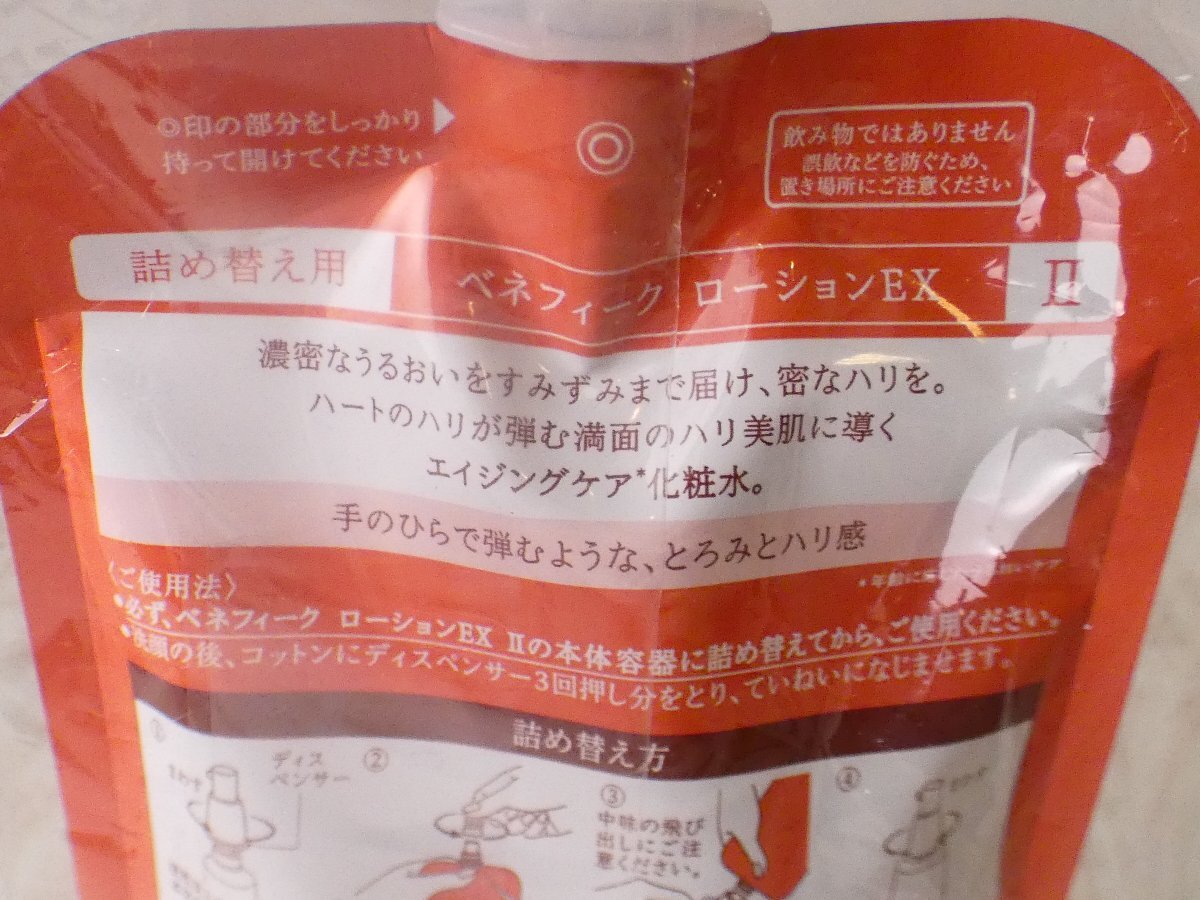 ◎印の部分をしっかり
持って開けてください
飲み物ではありません
誤飲などを防ぐため、
置き場所にご注意ください
詰め替え用 ベネフィーク ローションEX Ⅱ
濃密なうるおいをすみずみまで届け、密なハリを。
ハートのハリが弾む満面のハリ美肌に導く
エイジングケア*化粧水。
手のひらで弾むような、とろみとハリ感
*年齢に
〈ご使用法〉
•必ず、ベネフィーク ローションEX Ⅱの本体容器に詰め替えてから、ご使用ください。
•洗顔の後、コットンにディスペンサー3回押し分をとり、ていねいになじませます。
詰め替え方
ディス
ペンサー
②
③
中味の飛び
出しにご注
意ください。
④